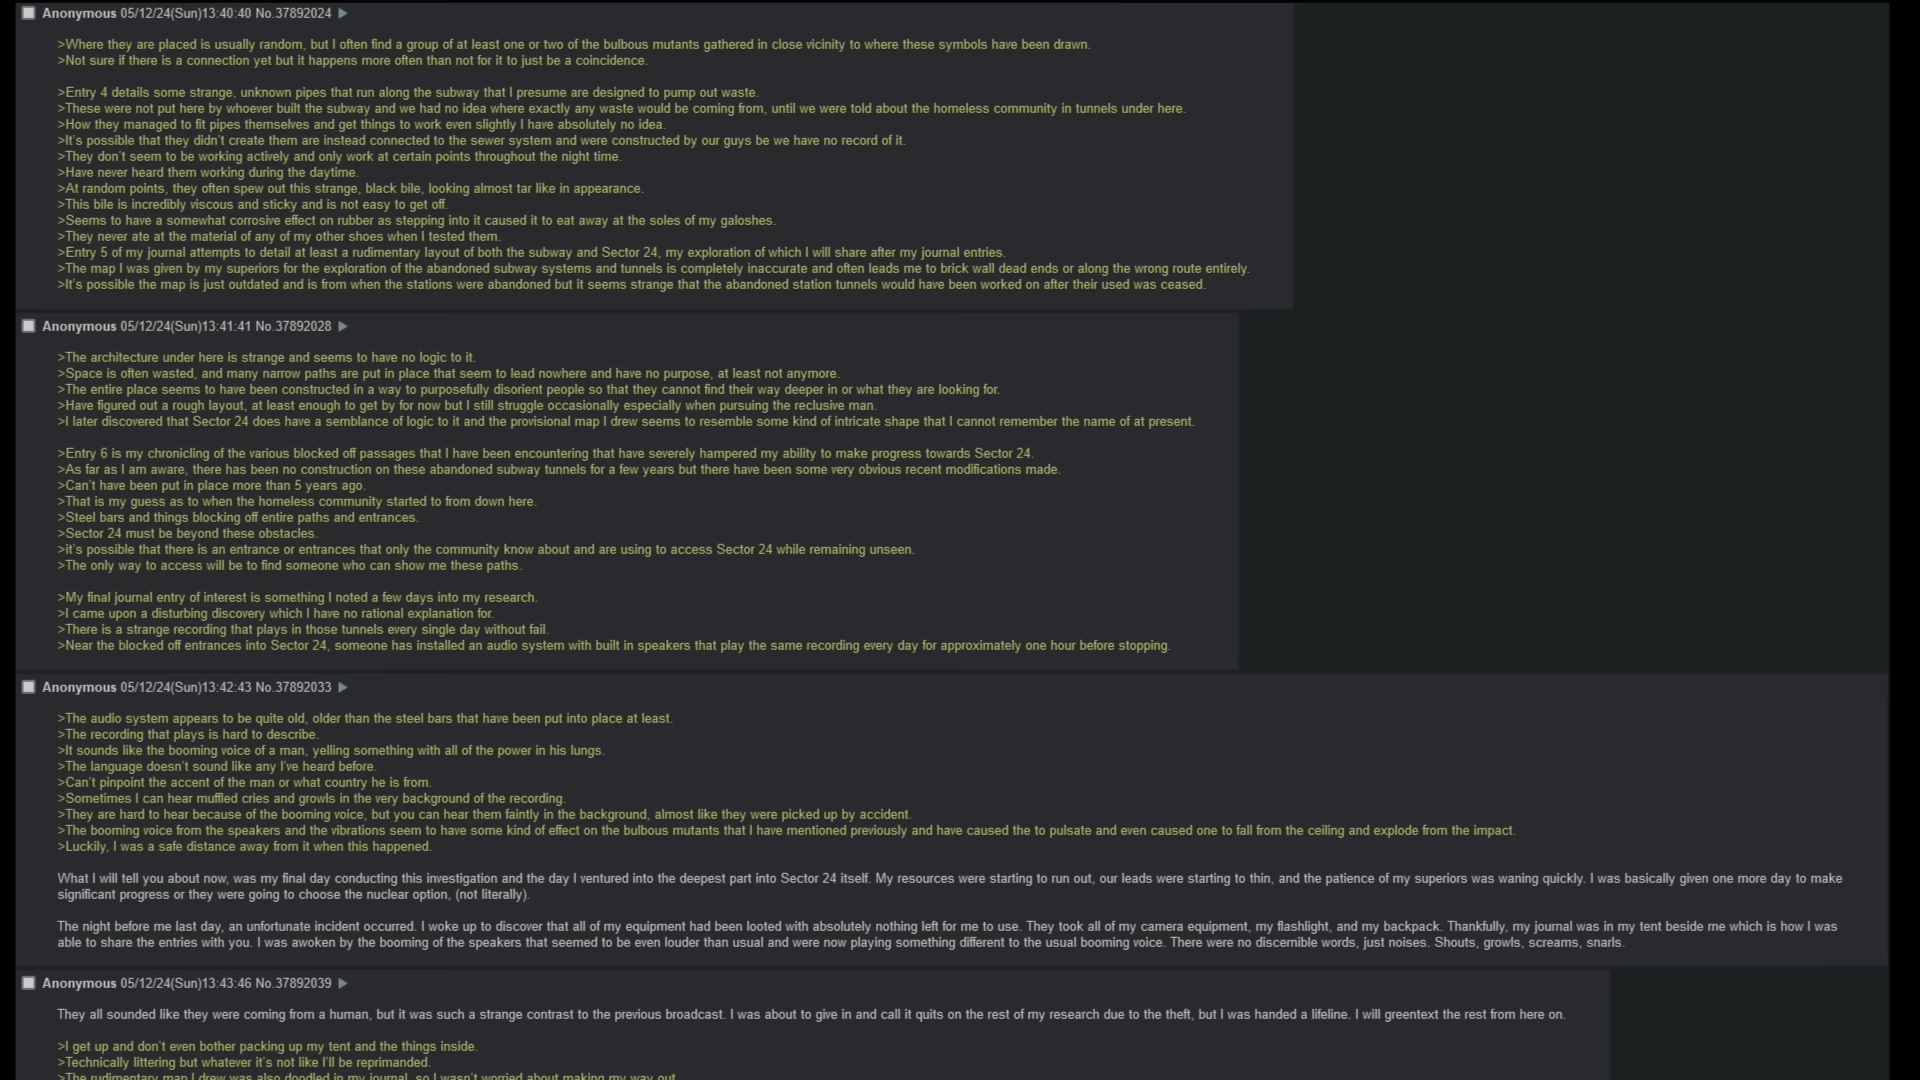 Anonymous 05/12/24(Sun)13:40:40 No.37892024
>Where they are placed is usually random, but I often find a group of at least one or two of the bulbous mutants gathered in close vicinity to where these symbols have been drawn.
>Not sure if there is a connection yet but it happens more often than not for it to just be a coincidence.
>Entry 4 details some strange, unknown pipes that run along the subway that I presume are designed to pump out waste.
>These were not put here by whoever built the subway and we had no idea where exactly any waste would be coming from, until we were told about the homeless community in tunnels under here.
>How they managed to fit pipes themselves and get things to work even slightly I have absolutely no idea.
>It's possible that they didn't create them are instead connected to the sewer system and were constructed by our guys be we have no record of it.
>They don't seem to be working actively and only work at certain points throughout the night time.
>Have never heard them working during the daytime.
>At random points, they often spew out this strange, black bile, looking almost tar like in appearance.
>This bile is incredibly viscous and sticky and is not easy to get off.
>Seems to have a somewhat corrosive effect on rubber as stepping into it caused it to eat away at the soles of my galoshes.
>They never ate at the material of any of my other shoes when I tested them.
>Entry 5 of my journal attempts to detail at least a rudimentary layout of both the subway and Sector 24, my exploration of which I will share after my journal entries.
>The map I was given by my superiors for the exploration of the abandoned subway systems and tunnels is completely inaccurate and often leads me to brick wall dead ends or along the wrong route entirely.
>It's possible the map is just outdated and is from when the stations were abandoned but it seems strange that the abandoned station tunnels would have been worked on after their used was ceased.
Anonymous 05/12/24(Sun)13:41:41 No.37892028
>The architecture under here is strange and seems to have no logic to it.
>Space is often wasted, and many narrow paths are put in place that seem to lead nowhere and have no purpose, at least not anymore.
>The entire place seems to have been constructed in a way to purposefully disorient people so that they cannot find their way deeper in or what they are looking for.
>Have figured out a rough layout, at least enough to get by for now but I still struggle occasionally especially when pursuing the reclusive man.
>I later discovered that Sector 24 does have a semblance of logic to it and the provisional map I drew seems to resemble some kind of intricate shape that I cannot remember the name of at present.
>Entry 6 is my chronicling of the various blocked off passages that I have been encountering that have severely hampered my ability to make progress towards Sector 24.
>As far as I am aware, there has been no construction on these abandoned subway tunnels for a few years but there have been some very obvious recent modifications made.
>Can't have been put in place more than 5 years ago.
>That is my guess as to when the homeless community started to from down here.
>Steel bars and things blocking off entire paths and entrances.
>Sector 24 must be beyond these obstacles.
>it's possible that there is an entrance or entrances that only the community know about and are using to access Sector 24 while remaining unseen.
>The only way to access will be to find someone who can show me these paths.
>My final journal entry of interest is something I noted a few days into my research.
>I came upon a disturbing discovery which I have no rational explanation for.
>There is a strange recording that plays in those tunnels every single day without fail.
>Near the blocked off entrances into Sector 24, someone has installed an audio system with built in speakers that play the same recording every day for approximately one hour before stopping.
Anonymous 05/12/24(Sun)13:42:43 No.37892033
>The audio system appears to be quite old, older than the steel bars that have been put into place at least.
>The recording that plays is hard to describe.
>It sounds like the booming voice of a man, yelling something with all of the power in his lungs.
>The language doesn't sound like any I've heard before.
>Can't pinpoint the accent of the man or what country he is from.
>Sometimes I can hear muffled cries and growls in the very background of the recording.
>They are hard to hear because of the booming voice, but you can hear them faintly in the background, almost like they were picked up by accident.
>The booming voice from the speakers and the vibrations seem to have some kind of effect on the bulbous mutants that I have mentioned previously and have caused the to pulsate and even caused one to fall from the ceiling and explode from the impact.
>Luckily, I was a safe distance away from it when this happened.
What I will tell you about now, was my final day conducting this investigation and the day I ventured into the deepest part into Sector 24 itself. My resources were starting to run out, our leads were starting to thin, and the patience of my superiors was waning quickly. I was basically given one more day to make
significant progress or they were going to choose the nuclear option, (not literally).
The night before me last day, an unfortunate incident occurred. I woke up to discover that all of my equipment had been looted with absolutely nothing left for me to use. They took all of my camera equipment, my flashlight, and my backpack. Thankfully, my journal was in my tent beside me which is how I was
able to share the entries with you. I was awoken by the booming of the speakers that seemed to be even louder than usual and were now playing something different to the usual booming voice. There were no discernible words, just noises. Shouts, growls, screams, snarls.
Anonymous 05/12/24(Sun)13:43:46 No.37892039
They all sounded like they were coming from a human, but it was such a strange contrast to the previous broadcast. I was about to give in and call it quits on the rest of my research due to the theft, but I was handed a lifeline. I will greentext the rest from here on.
>I get up and don't even bother packing up my tent and the things inside.
>Technically littering but whatever it's not like I'll be reprimanded.
>The rudimentary map I drew was also doodled in my journal, so I wasn't worried about making my way out.